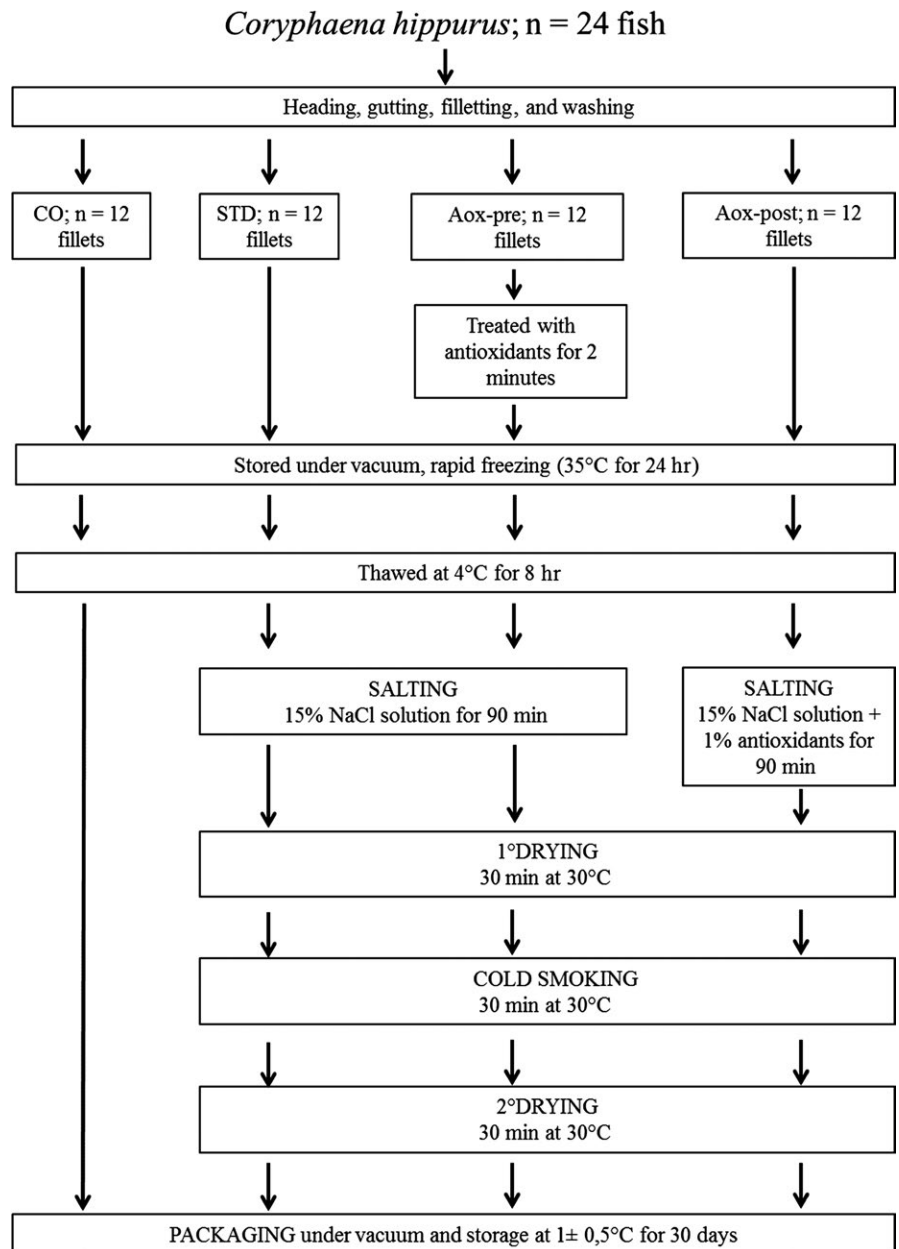 Coryphaena hippurus; n = 24 fish
Heading, gutting, filletting, and washing
CO; n = 12
fillets
STD; n = 12
fillets
Aox-pre; n = 12
fillets
Aox-post; n = 12
fillets
Treated with
antioxidants for 2
minutes
Stored under vacuum, rapid freezing (35°C for 24 hr)
Thawed at 4°C for 8 hr
SALTING
15% NaCl solution for 90 min
SALTING
15% NaCl solution +
1% antioxidants for
90 min
1°DRYING
30 min at 30°C
COLD SMOKING
30 min at 30°C
2°DRYING
30 min at 30°C
PACKAGING under vacuum and storage at 1± 0,5°C for 30 days